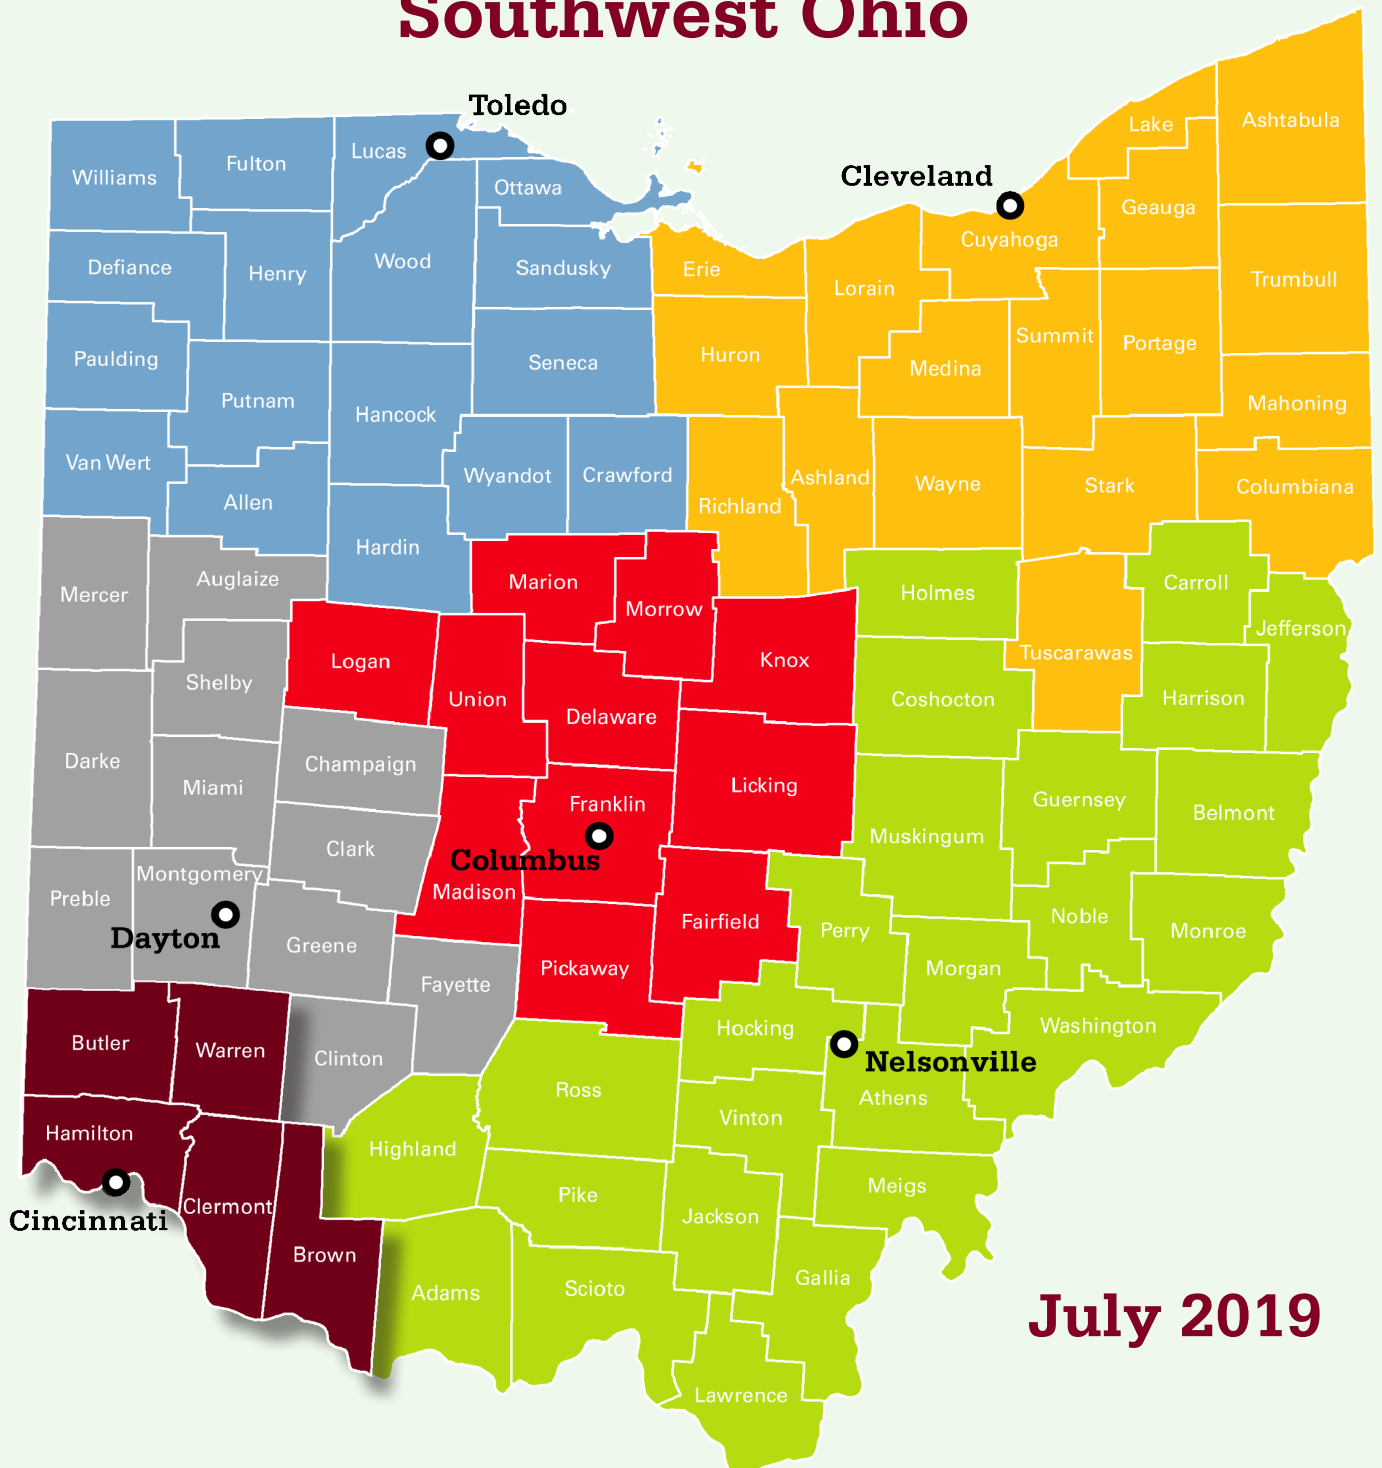 Southwest Ohio
Toledo
Lake
Ashtabula
Williams
Fulton
Lucas
Cleveland
Ottawa
Geauga
Cuyahoga
Defiance
Henry
Wood
Sandusky
Erie
Lorain
Trumbull
Paulding
Seneca
Huron
Medina
Summit
Portage
Putnam
Hancock
Mahoning
Van Wert
Wyandot
Crawford
Ashland
Wayne
Stark
Columbiana
Allen
Richland
Hardin
Mercer
Auglaize
Marion
Morrow
Holmes
Carroll
Jefferson
Logan
Knox
Tuscarawas
Shelby
Union
Delaware
Coshocton
Harrison
Darke
Champaign
Miami
Licking
Guernsey
Belmont
Franklin
Muskingum
Clark
Columbus
Montgomery
Madison
Preble
Fairfield
Perry
Noble
Monroe
Dayton
Greene
Pickaway
Morgan
Fayette
Butler
Warren
Clinton
Hocking
Washington
Nelsonville
Ross
Athens
Vinton
Hamilton
Highland
Clermont
Pike
Meigs
Cincinnati
Jackson
Brown
Adams
Scioto
Gallia
July 2019
Lawrence